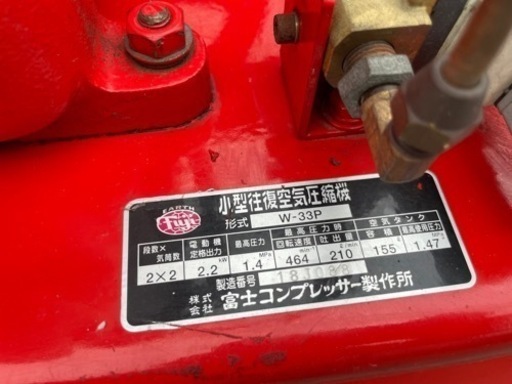 EARTH
Fuji
小型往復空気圧縮機
形式 W-33P
段数× 気筒数 電動機 定格出力 最高圧力 最高圧力時 空気タンク
回転速度 吐出量 容積 最高使用圧力
2×2 2.2 kW 1.4 MPa 464 210 155 1.47
製造番号
株式会社 富士コンプレッサー製作所